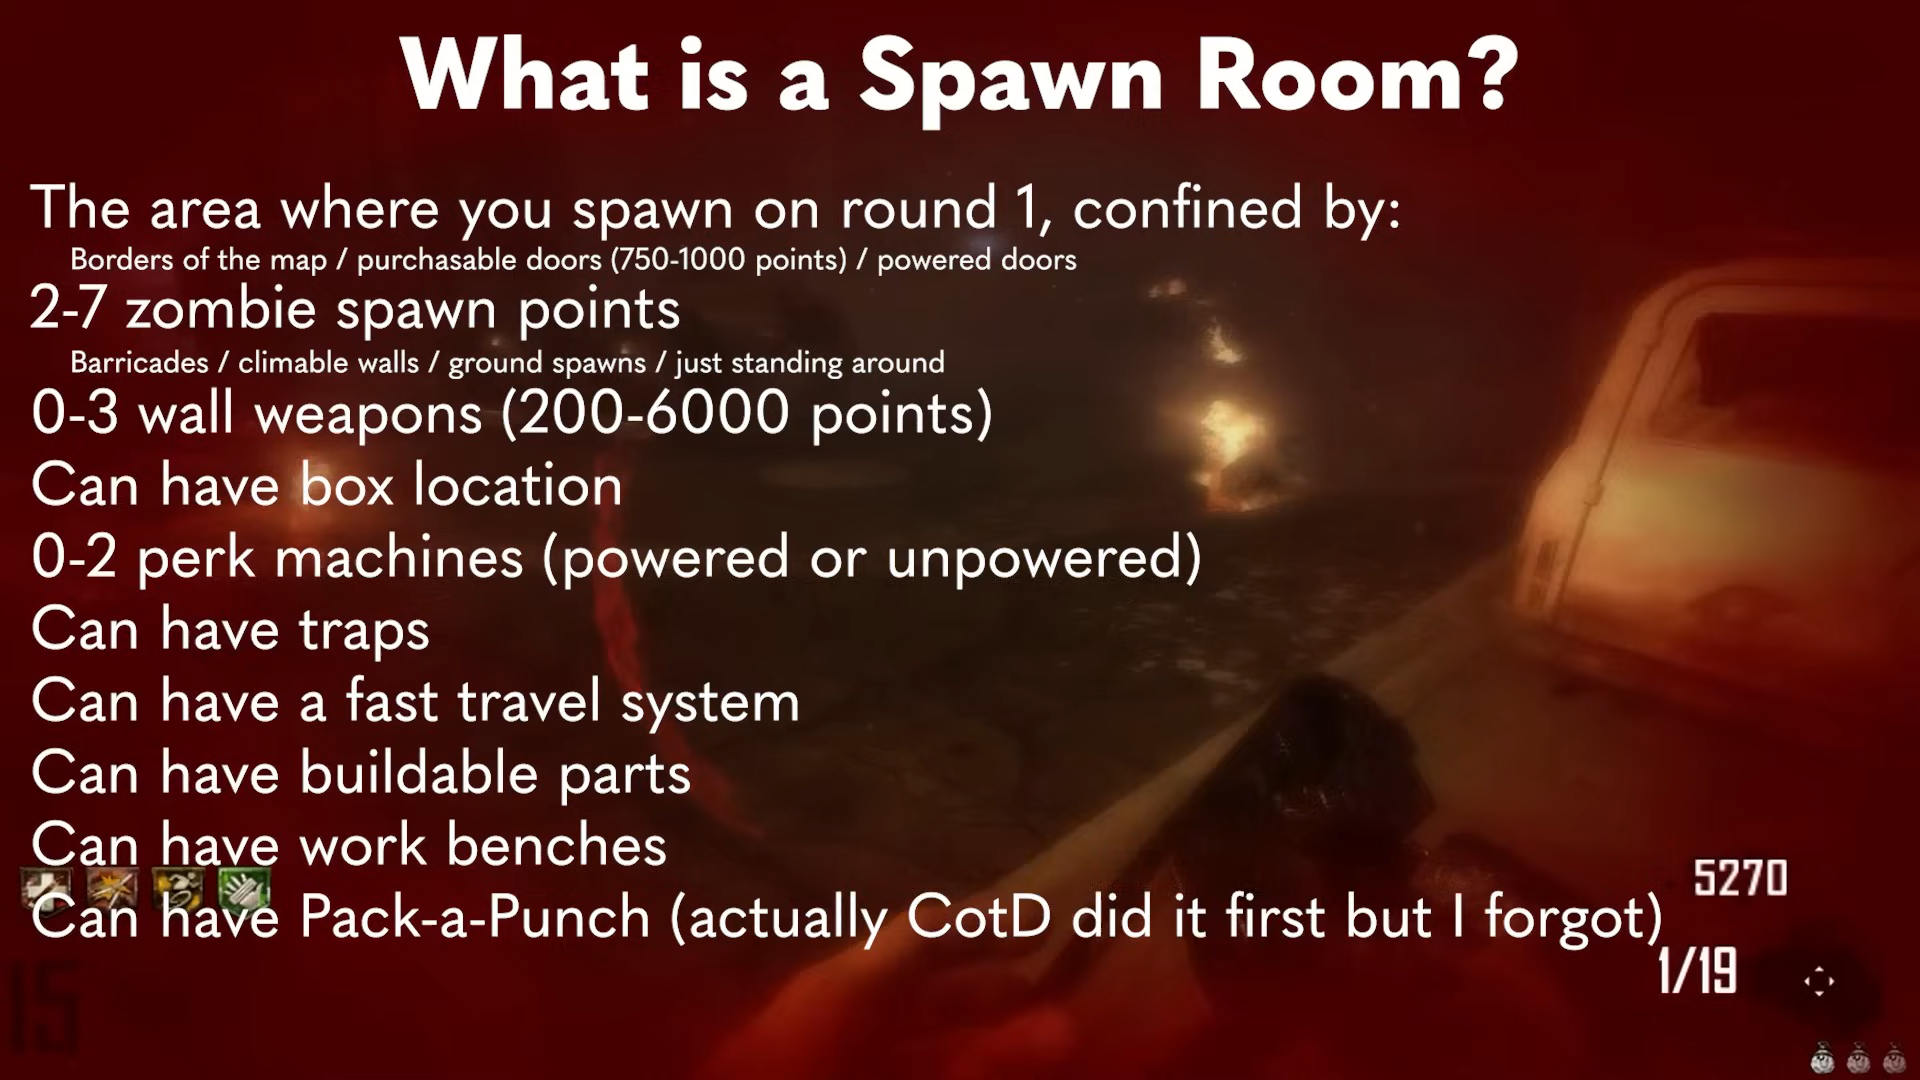 What is a Spawn Room?
The area where you spawn on round 1, confined by:
Borders of the map / purchasable doors (750-1000 points) / powered doors
2-7 zombie spawn points
Barricades / climable walls / ground spawns / just standing around
0-3 wall weapons (200-6000 points)
Can have box location
0-2 perk machines (powered or unpowered)
Can have traps
Can have a fast travel system
Can have buildable parts
Can have work benches
Can have Pack-a-Punch (actually CotD did it first but I forgot)
5270
1/19
15